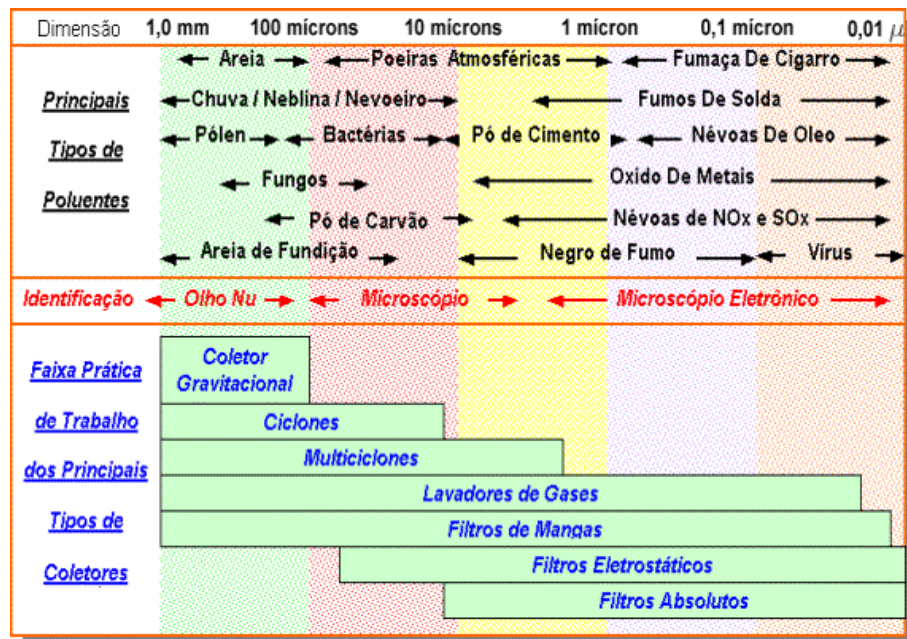 Dimensão 1,0 mm 100 mícrons 10 mícrons 1 mícron 0,1 mícron 0,01 μ
Areia Poeiras Atmosféricas Fumaça De Cigarro
Principais Chuva / Neblina / Nevoeiro Fumos De Solda
Tipos de Pólen Bactérias Pó de Cimento Névoas De Oleo
Fungos Oxido De Metais
Poluentes
Pó de Carvão Névoas de NOx e SOx
Areia de Fundição Negro de Fumo Vírus
Identificação Olho Nu Microscópio Microscópio Eletrônico
Faixa Prática
de Trabalho
dos Principais
Tipos de
Coletores
Coletor
Gravitacional
Ciclones
Multiciclones
Lavadores de Gases
Filtros de Mangas
Filtros Eletrostáticos
Filtros Absolutos